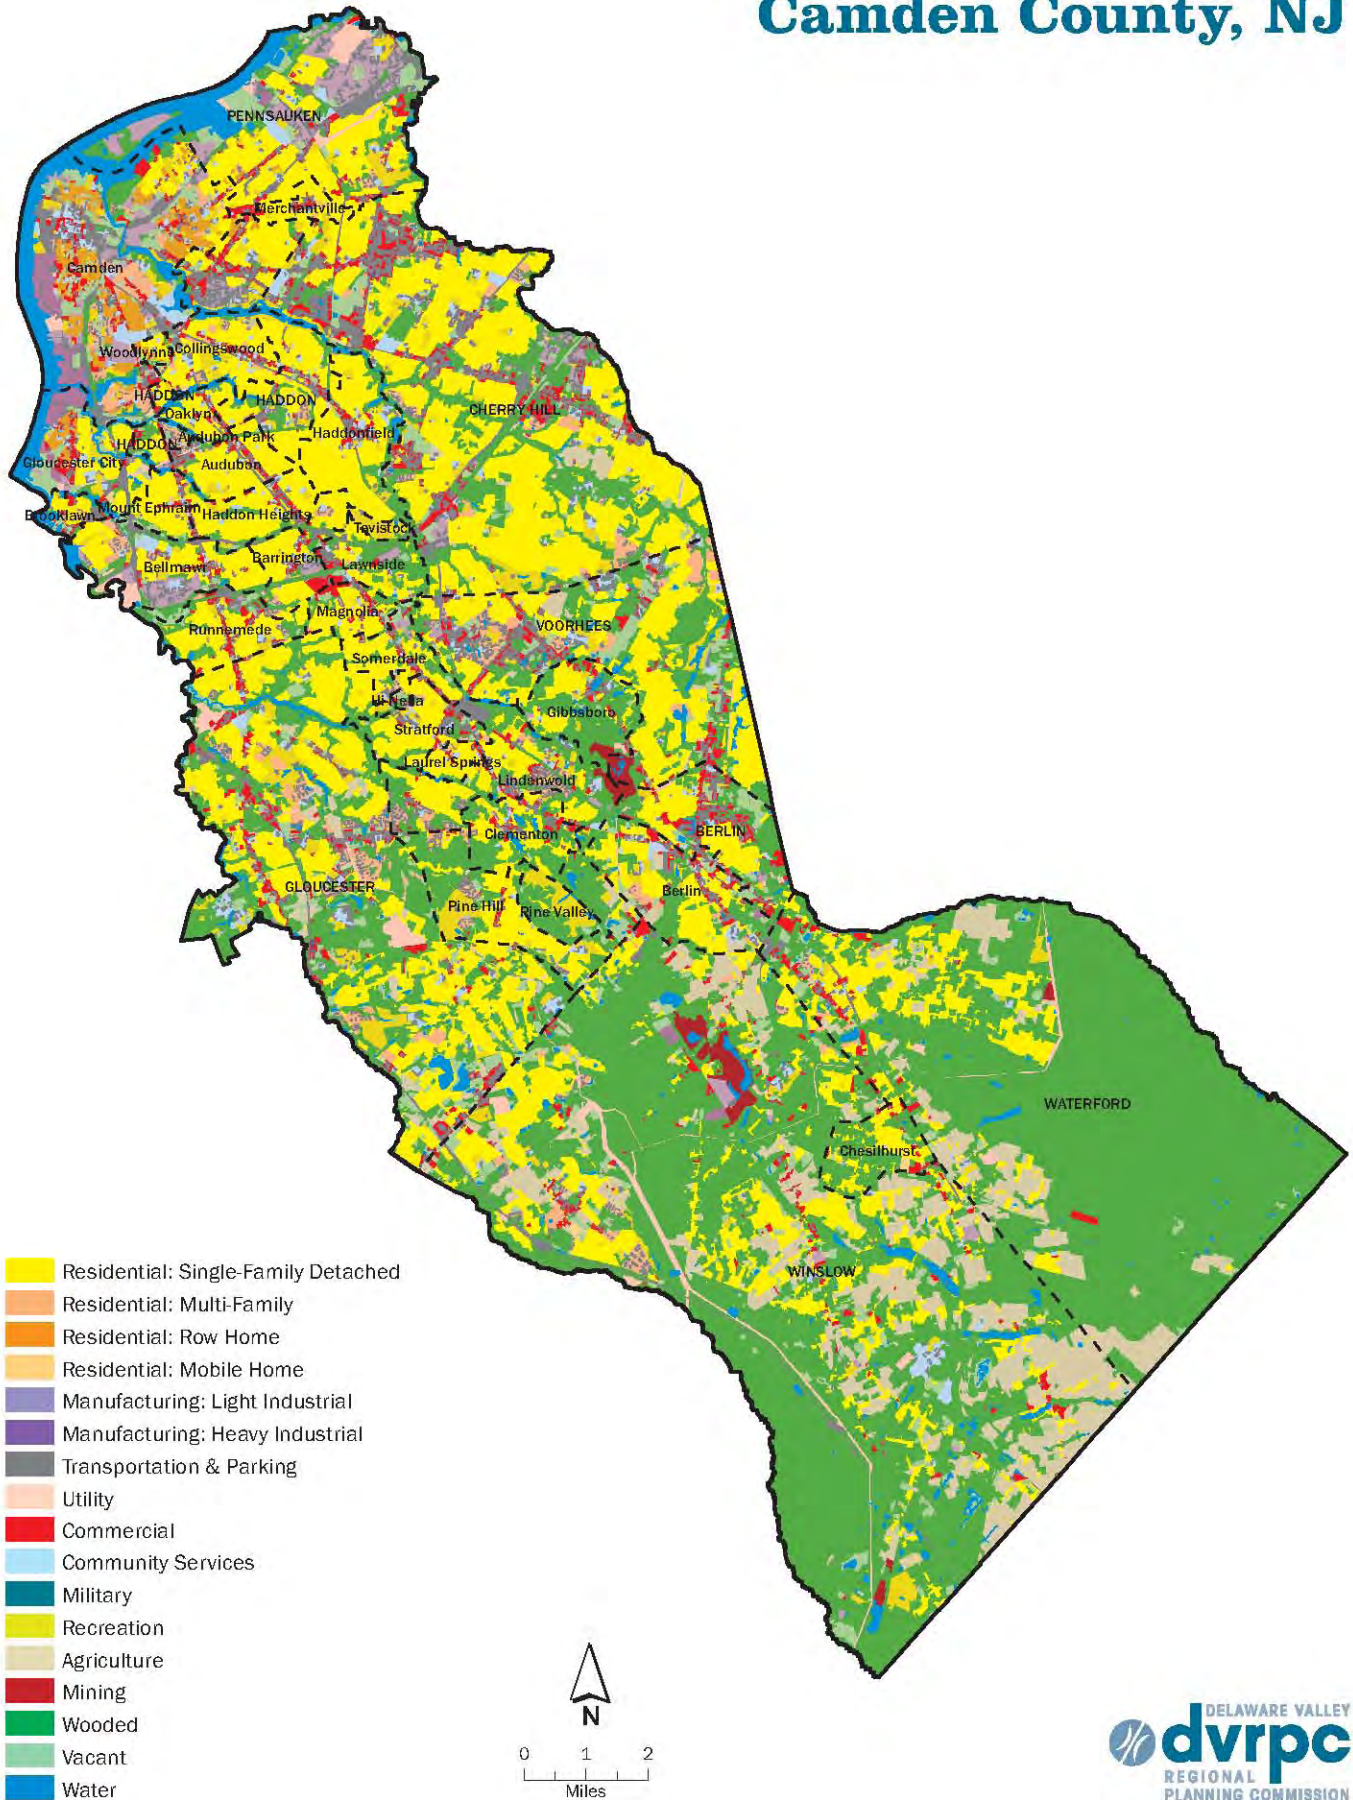 Camden County, NJ
PENNSAUKEN
Merchantville
Camden
Woodlynne
Collingswood
HADDON
HADDON
Oaklyn
CHERRY HILL
Haddonfield
Audubon Park
HADDON
Gloucester City
Audubon
Brooklawn
Mount Ephraim
Haddon Heights
Tavistock
Barrington
Lawnside
Bellmawr
Magnolia
Runnemede
VOORHEES
Somerdale
Hi Nella
Gibbsboro
Stratford
Laurel Springs
Lindenwold
Clementon
BERLIN
GLOUCESTER
Berlin
Pine Hill
Pine Valley
WATERFORD
Chesilhurst
WINSLOW
Residential: Single-Family Detached
Residential: Multi-Family
Residential: Row Home
Residential: Mobile Home
Manufacturing: Light Industrial
Manufacturing: Heavy Industrial
Transportation & Parking
Utility
Commercial
Community Services
Military
Recreation
Agriculture
Mining
Wooded
Vacant
Water
N
0 1 2
Miles
DELAWARE VALLEY
dvrpc
REGIONAL
PLANNING COMMISSION